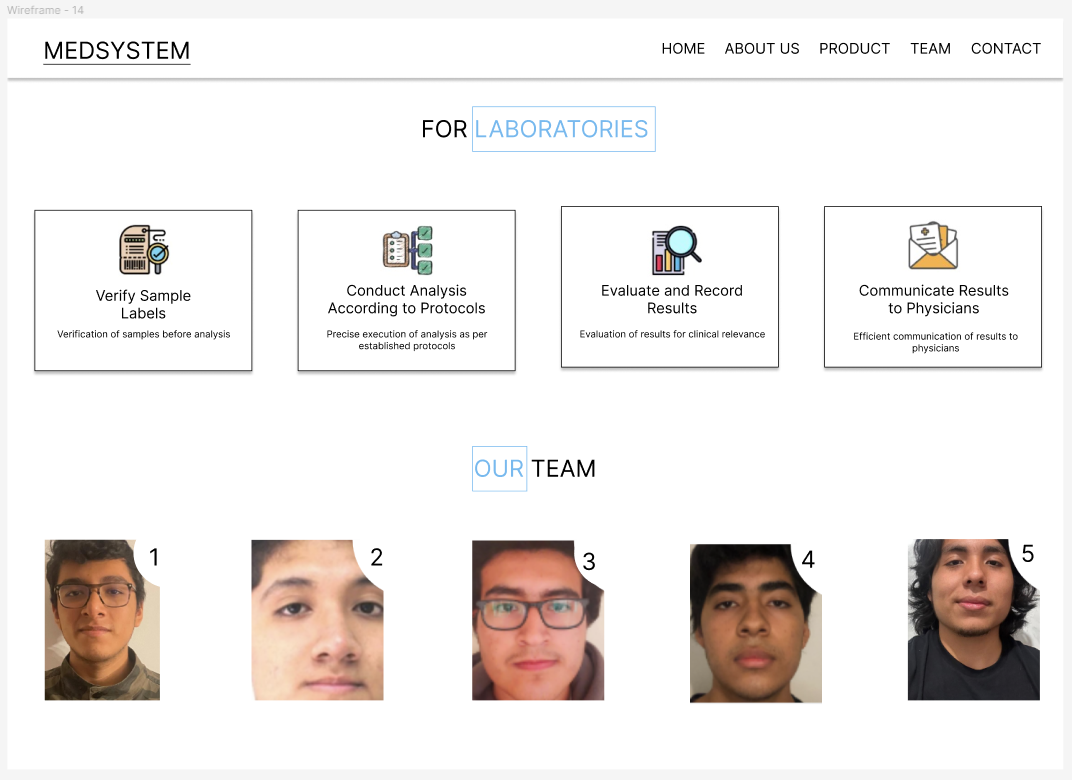 Wireframe - 14
MEDSYSTEM
HOME ABOUT US PRODUCT TEAM CONTACT
FOR LABORATORIES
Verify Sample
Labels
Verification of samples before analysis
Conduct Analysis
According to Protocols
Precise execution of analysis as per
established protocols
Evaluate and Record
Results
Evaluation of results for clinical relevance
Communicate Results
to Physicians
Efficient communication of results to
physicians
OUR TEAM
1
2
3
4
5